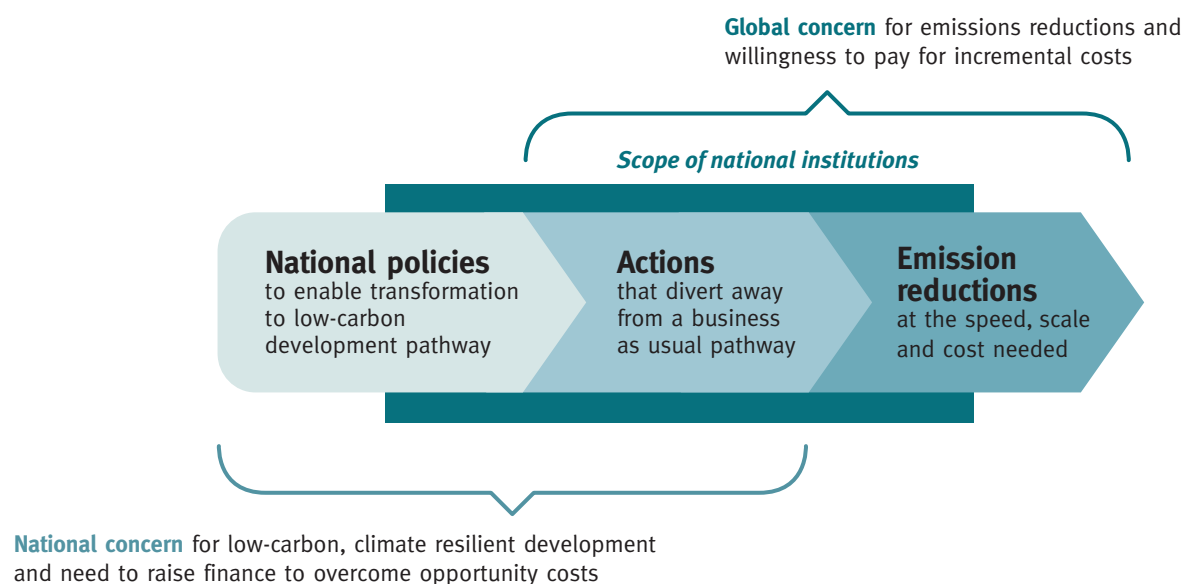 Global concern for emissions reductions and
willingness to pay for incremental costs
Scope of national institutions
National policies
to enable transformation
to low-carbon
development pathway
Actions
that divert away
from a business
as usual pathway
Emission
reductions
at the speed, scale
and cost needed
National concern for low-carbon, climate resilient development
and need to raise finance to overcome opportunity costs